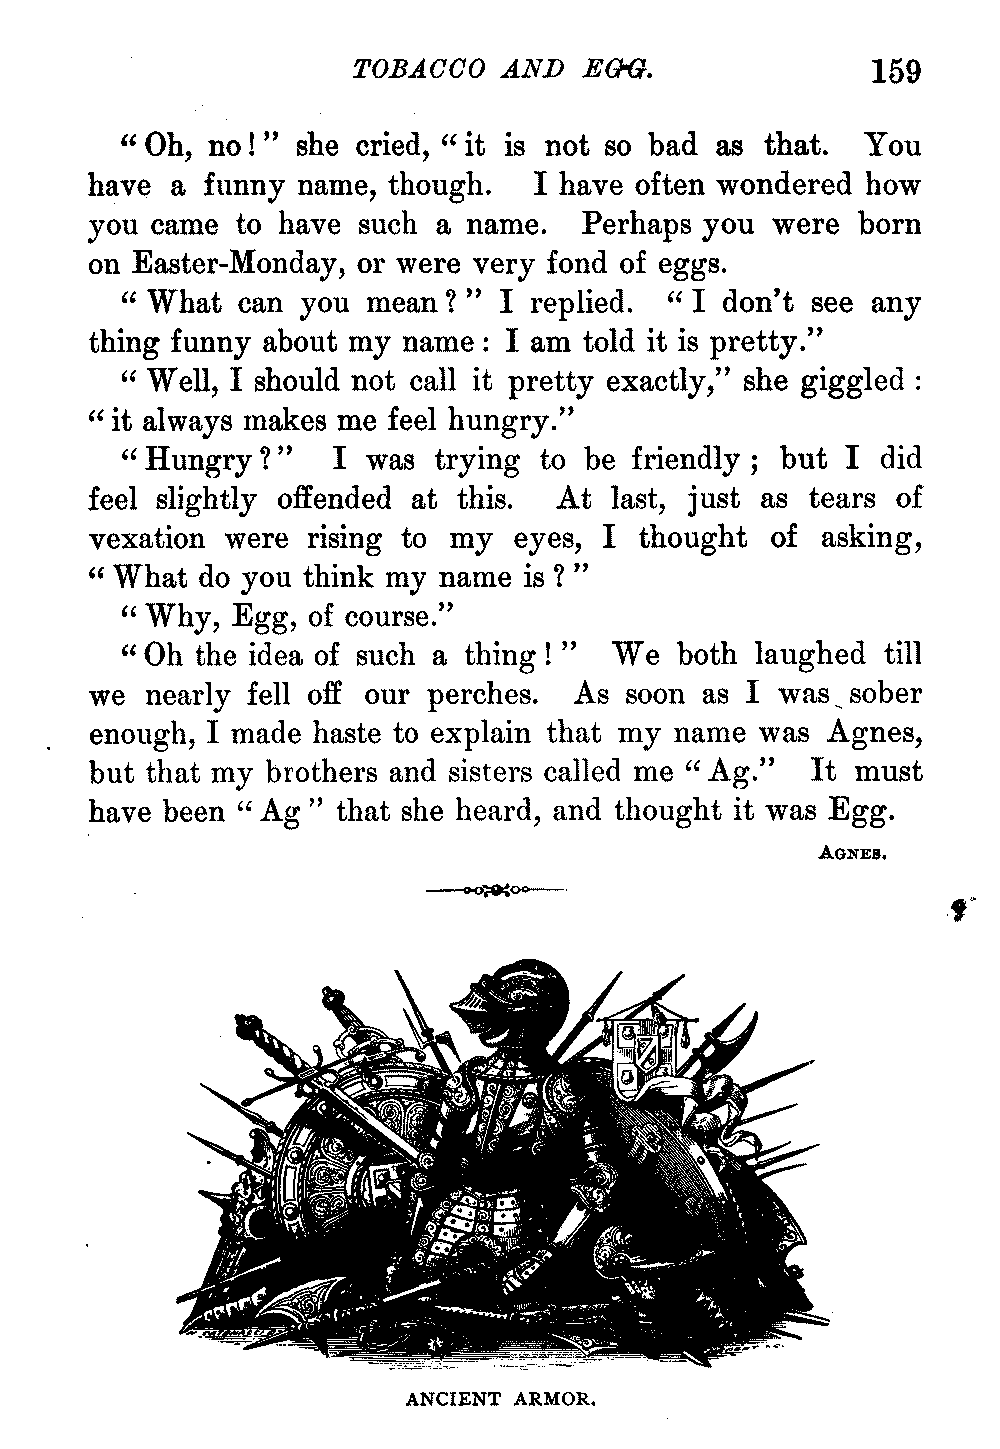 TOBACCO AND EGG. 159
“Oh, no!” she cried, “it is not so bad as that. You
have a funny name, though. I have often wondered how
you came to have such a name. Perhaps you were born
on Easter-Monday, or were very fond of eggs.
“What can you mean?” I replied. “I don't see any
thing funny about my name: I am told it is pretty.”
“Well, I should not call it pretty exactly,” she giggled:
“it always makes me feel hungry.”
“Hungry?” I was trying to be friendly; but I did
feel slightly offended at this. At last, just as tears of
vexation were rising to my eyes, I thought of asking,
“What do you think my name is?”
“Why, Egg, of course.”
“Oh the idea of such a thing!” We both laughed till
we nearly fell off our perches. As soon as I was sober
enough, I made haste to explain that my name was Agnes,
but that my brothers and sisters called me “Ag.” It must
have been “Ag” that she heard, and thought it was Egg.
AGNES.
ANCIENT ARMOR.